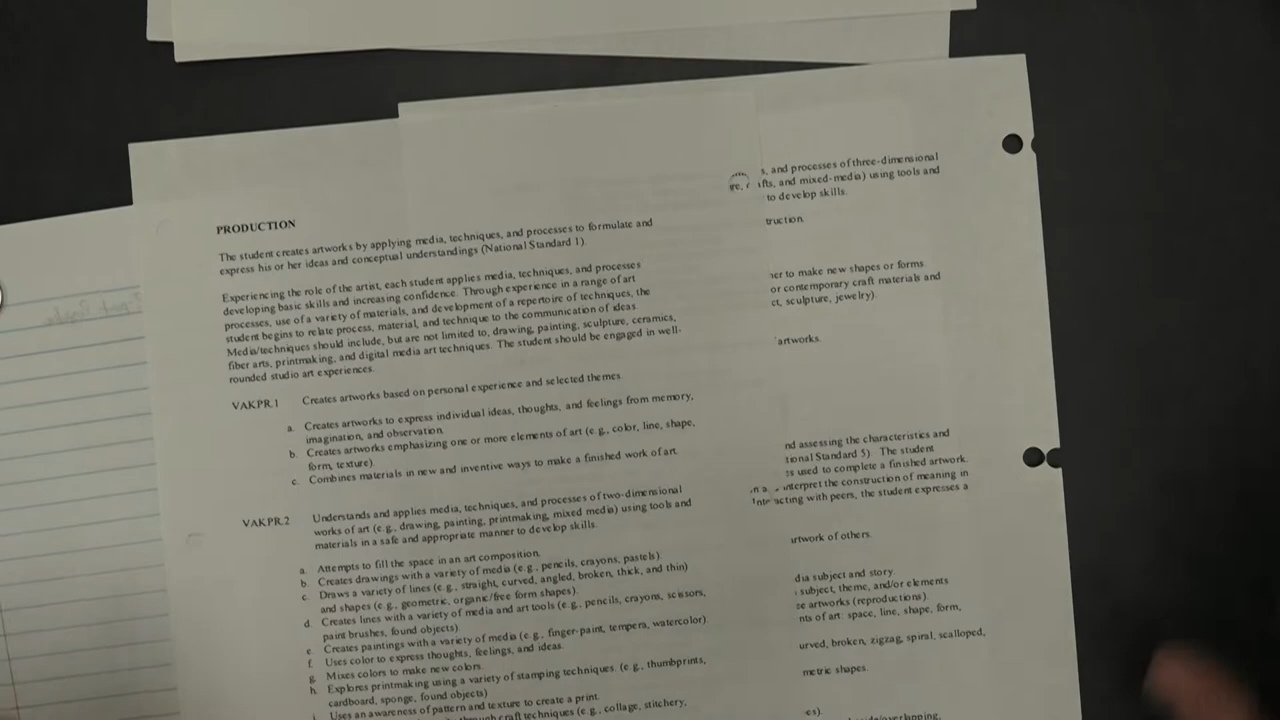 PRODUCTION
The student creates artworks by applying media, techniques, and processes to formulate and
express his or her ideas and conceptual understandings (National Standard 1).
Experiencing the role of the artist, each student applies media, techniques, and processes
developing basic skills and increasing confidence. Through experience in a range of art
processes, use of a variety of materials, and development of a repertoire of techniques, the
student begins to relate process, material, and technique to the communication of ideas.
Media/techniques should include, but are not limited to, drawing, painting, sculpture, ceramics,
fiber arts, printmaking, and digital media art techniques. The student should be engaged in well-
rounded studio art experiences.
VAKPR.1 Creates artworks based on personal experience and selected themes.
a. Creates artworks to express individual ideas, thoughts, and feelings from memory,
imagination, and observation.
b. Creates artworks emphasizing one or more elements of art (e.g., color, line, shape,
form, texture).
c. Combines materials in new and inventive ways to make a finished work of art.
VAKPR.2 Understands and applies media, techniques, and processes of two-dimensional
works of art (e.g., drawing, painting, printmaking, mixed media) using tools and
materials in a safe and appropriate manner to develop skills.
a. Attempts to fill the space in an art composition.
b. Creates drawings with a variety of media (e.g., pencils, crayons, pastels).
c. Draws a variety of lines (e.g., straight, curved, angled, broken, thick, and thin)
and shapes (e.g., geometric, organic/free form shapes).
d. Creates lines with a variety of media and art tools (e.g., pencils, crayons, scissors,
paint brushes, found objects).
e. Creates paintings with a variety of media (e.g., finger-paint, tempera, watercolor).
f. Uses color to express thoughts, feelings, and ideas.
g. Mixes colors to make new colors.
h. Explores printmaking using a variety of stamping techniques. (e.g., thumbprints,
cardboard, sponge, found objects)
i. Uses an awareness of pattern and texture to create a print.
through craft techniques (e.g., collage, stitchery,
s, and processes of three-dimensional
afts, and mixed-media) using tools and
to develop skills.
truction.
ner to make new shapes or forms.
or contemporary craft materials and
ct, sculpture, jewelry).
artworks.
nd assessing the characteristics and
tional Standard 5). The student
es used to complete a finished artwork.
interpret the construction of meaning in
Interacting with peers, the student expresses a
artwork of others.
dia subject and story.
subject, theme, and/or elements
ze artworks (reproductions).
nts of art: space, line, shape, form,
urved, broken, zigzag, spiral, scalloped,
metric shapes.
es).
overlapping,